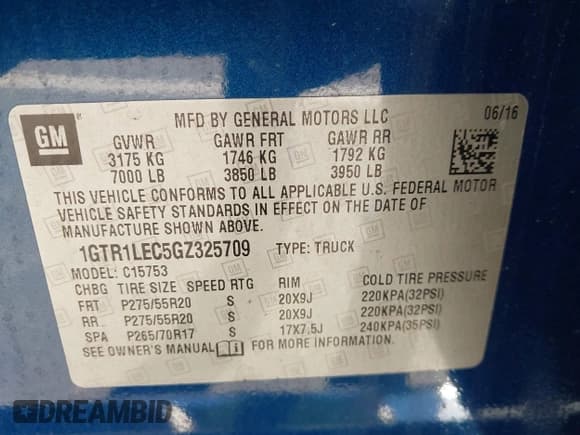 GM
MFD BY GENERAL MOTORS LLC 06/16
GVWR GAWR FRT GAWR RR
3175 KG 1746 KG 1792 KG
7000 LB 3850 LB 3950 LB
THIS VEHICLE CONFORMS TO ALL APPLICABLE U.S. FEDERAL MOTOR
VEHICLE SAFETY STANDARDS IN EFFECT ON THE DATE OF
MANUFACTURE SHOWN ABOVE.
1GTR1LEC5GZ325709 TYPE: TRUCK
MODEL: C15753
CHBG TIRE SIZE SPEED RTG RIM COLD TIRE PRESSURE
FRT P275/55R20 S 20X9J 220KPA(32PSI)
RR P275/55R20 S 20X9J 220KPA(32PSI)
SPA P265/70R17 S 17X7.5J 240KPA(35PSI)
SEE OWNER'S MANUAL FOR MORE INFORMATION.
DREAMBID